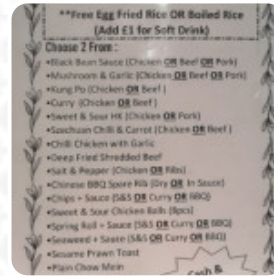 **Free Egg Fried Rice OR Boiled Rice
(Add £1 for Soft Drink)
Choose 2 From :
•Black Bean Sauce (Chicken OR Beef OR Pork)
•Mushroom & Garlic (Chicken OR Beef OR Pork)
•Kung Po (Chicken OR Beef )
•Curry (Chicken OR Beef )
•Sweet & Sour HK (Chicken OR Pork)
•Szechuan Chilli & Carrot (Chicken OR Beef )
•Chilli Chicken with Garlic
•Deep Fried Shredded Beef
•Salt & Pepper (Chicken OR Ribs)
•Chinese BBQ Spare Rib (Dry OR In Sauce)
•Chips + Sauce (S&S OR Curry OR BBQ)
•Sweet & Sour Chicken Balls (8pcs)
•Spring Roll + Sauce (S&S OR Curry OR BBQ)
•Seaweed + Sauce (S&S OR Curry OR BBQ)
•Sesame Prawn Toast
•Plain Chow Mein
Cash &